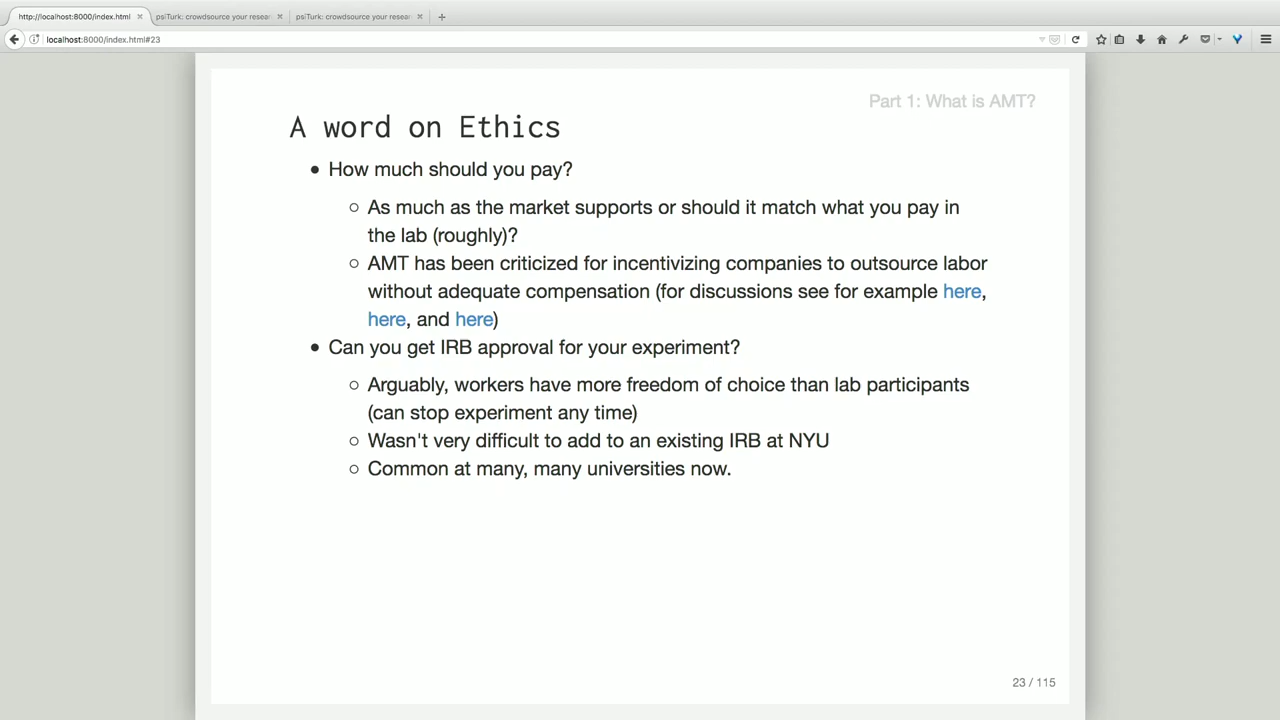 http://localhost:8000/index.html
psiTurk: crowdsource your resear
psiTurk: crowdsource your resear
localhost:8000/index.html#23
Part 1: What is AMT?
A word on Ethics
How much should you pay?
As much as the market supports or should it match what you pay in
the lab (roughly)?
AMT has been criticized for incentivizing companies to outsource labor
without adequate compensation (for discussions see for example here,
here, and here)
Can you get IRB approval for your experiment?
Arguably, workers have more freedom of choice than lab participants
(can stop experiment any time)
Wasn't very difficult to add to an existing IRB at NYU
Common at many, many universities now.
23 / 115